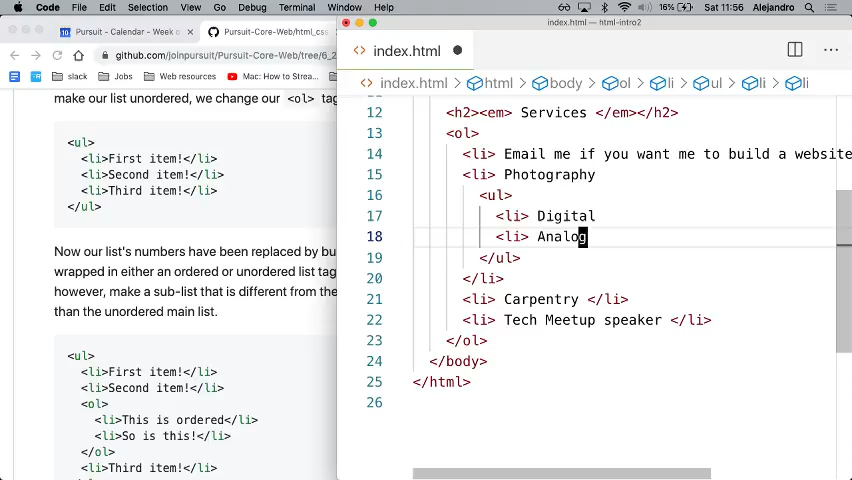 Code File Edit Selection View Go Debug Terminal Window Help 16% Sat 11:56 Alejandro
Pursuit - Calendar - Week o
Pursuit-Core-Web/html_css
github.com/joinpursuit/Pursuit-Core-Web/tree/6_2
slack Jobs Web resources Mac: How to Strea...
make our list unordered, we change our <ol> tag
<ul>
<li>First item!</li>
<li>Second item!</li>
<li>Third item!</li>
</ul>
Now our list's numbers have been replaced by bu
wrapped in either an ordered or unordered list tag
however, make a sub-list that is different from the
than the unordered main list.
<ul>
<li>First item!</li>
<li>Second item!</li>
<ol>
<li>This is ordered</li>
<li>So is this!</li>
</ol>
<li>Third item!</li>
index.html — html-intro2
index.html
index.html > html > body > ol > li > ul > li > li
12 <h2><em> Services </em></h2>
13 <ol>
14 <li> Email me if you want me to build a website
15 <li> Photography
16 <ul>
17 <li> Digital
18 <li> Analog
19 </ul>
20 </li>
21 <li> Carpentry </li>
22 <li> Tech Meetup speaker </li>
23 </ol>
24 </body>
25 </html>
26